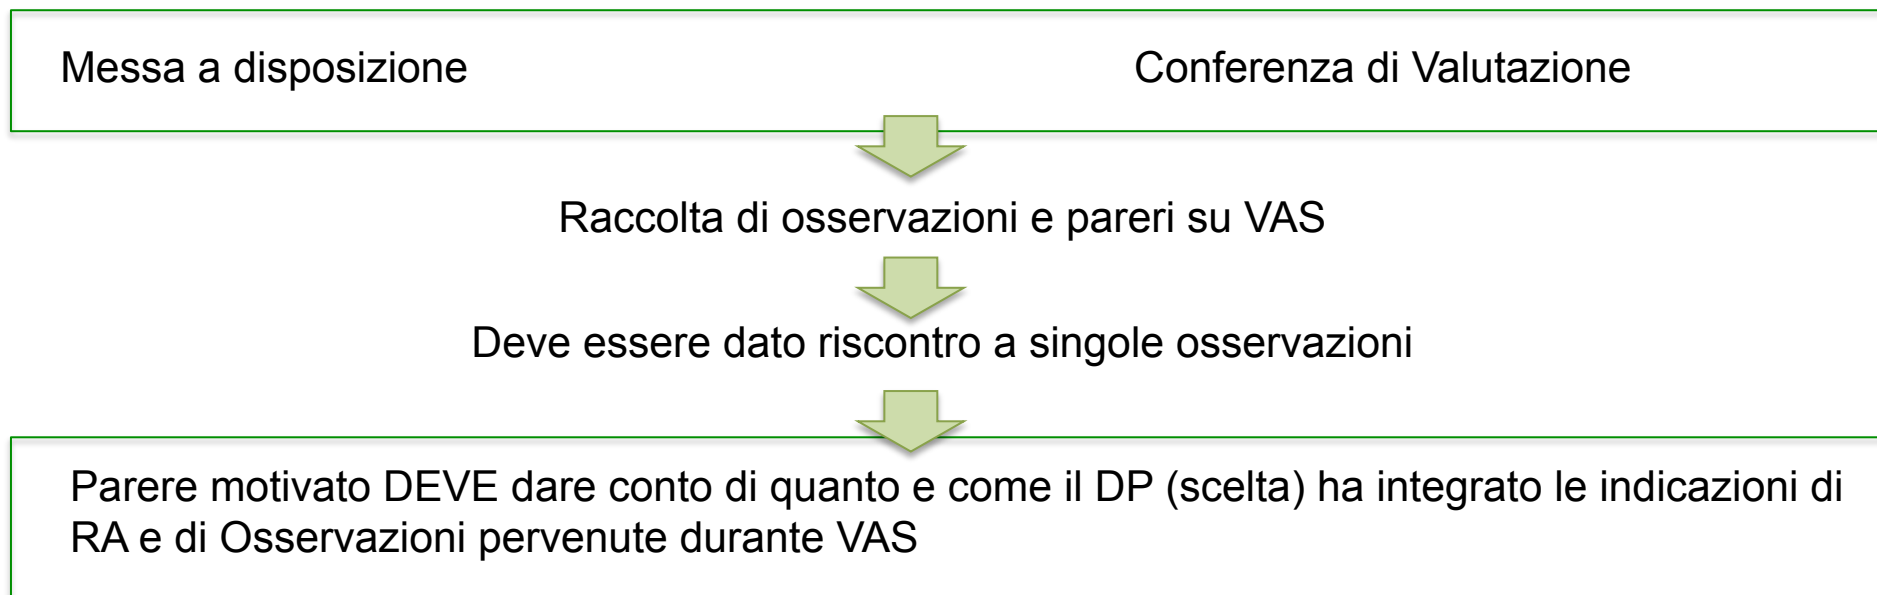 Messa a disposizione
Conferenza di Valutazione
Raccolta di osservazioni e pareri su VAS
Deve essere dato riscontro a singole osservazioni
Parere motivato DEVE dare conto di quanto e come il DP (scelta) ha integrato le indicazioni di
RA e di Osservazioni pervenute durante VAS